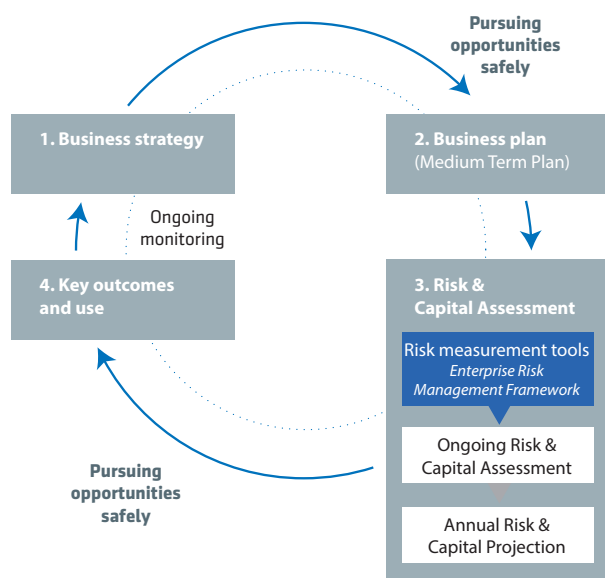 Pursuing
opportunities
safely
1. Business strategy
2. Business plan
(Medium Term Plan)
Ongoing
monitoring
4. Key outcomes
and use
3. Risk &
Capital Assessment
Risk measurement tools
Enterprise Risk
Management Framework
Ongoing Risk &
Capital Assessment
Annual Risk &
Capital Projection
Pursuing
opportunities
safely